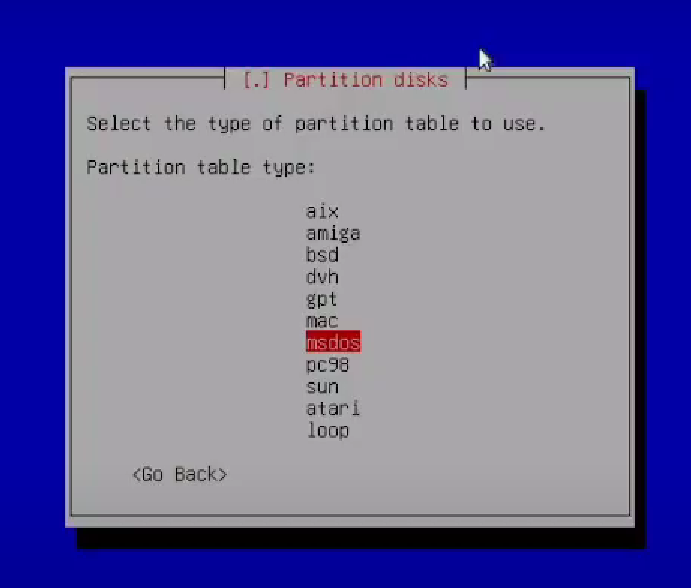 [.] Partition disks
Select the type of partition table to use.
Partition table type:
aix
amiga
bsd
dvh
gpt
mac
msdos
pc98
sun
atari
loop
<Go Back>